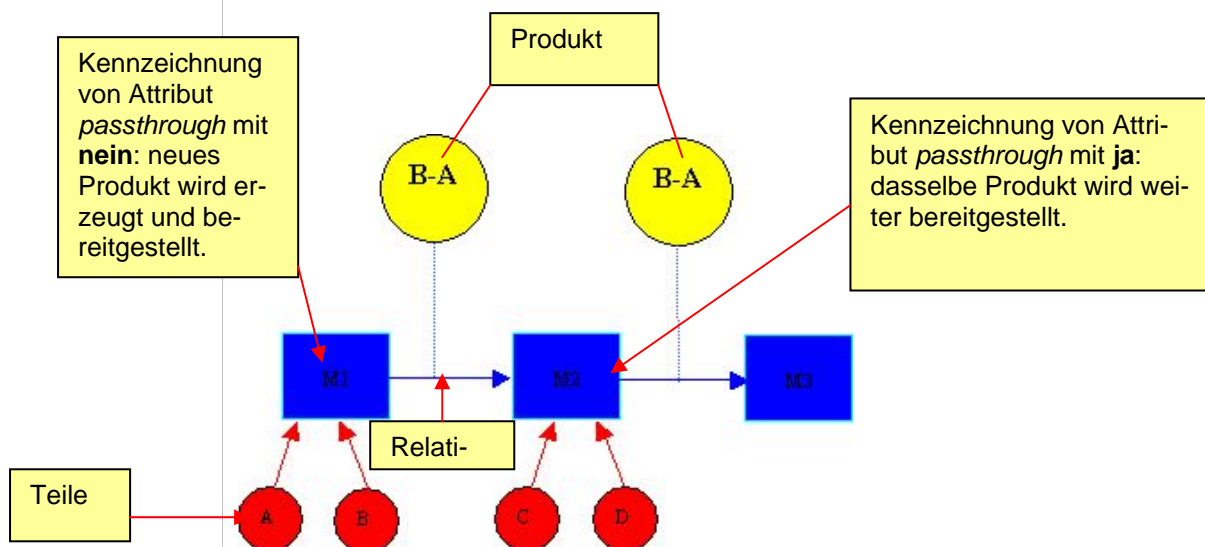 Produkt
Kennzeichnung
von Attribut
passthrough mit
nein: neues
Produkt wird er-
zeugt und be-
reitgestellt.
Kennzeichnung von Attri-
but passthrough mit ja:
dasselbe Produkt wird wei-
ter bereitgestellt.
B-A
B-A
M1
M2
M3
Relati-
Teile
A
B
C
D